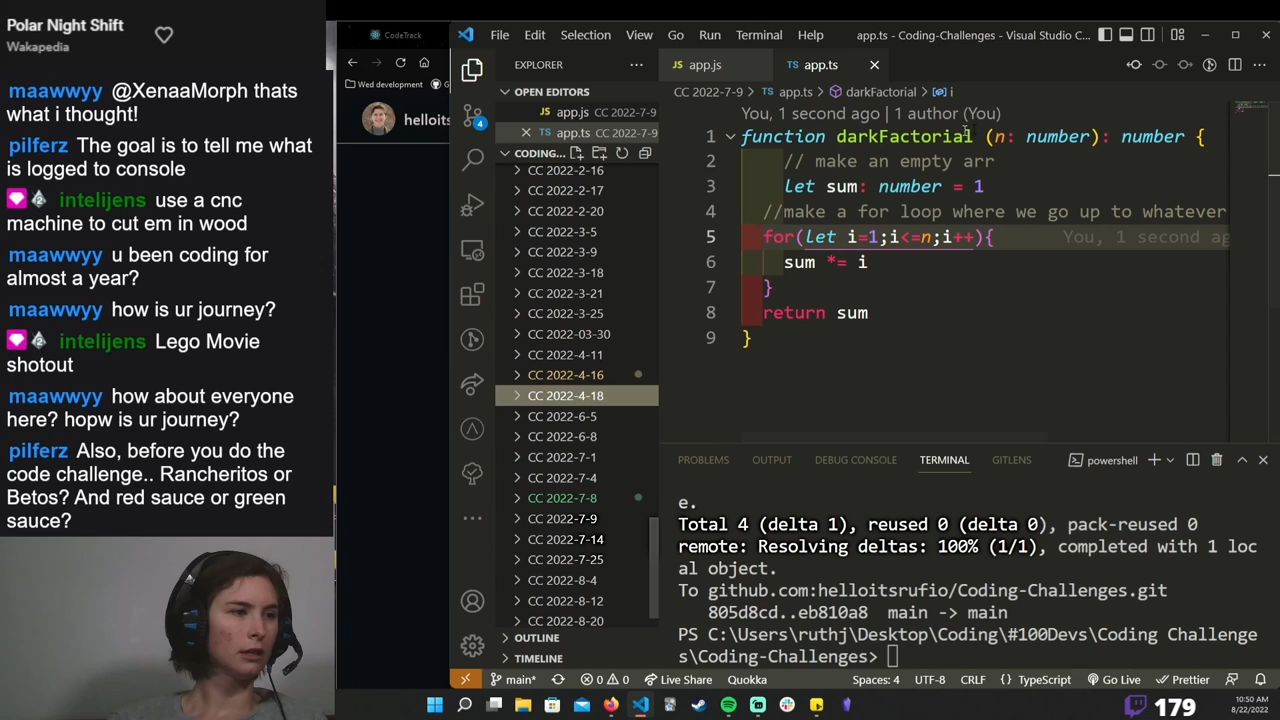 Polar Night Shift
Wakapedia
maawwyy @XenaaMorph thats
what i thought!
pilferz The goal is to tell me what
is logged to console
intelijens use a cnc
machine to cut em in wood
maawwyy u been coding for
almost a year?
maawwyy how is ur journey?
intelijens Lego Movie
shotout
maawwyy how about everyone
here? hopw is ur journey?
pilferz Also, before you do the
code challenge.. Rancheritos or
Betos? And red sauce or green
sauce?
CodeTrack
Wed development
helloits
File Edit Selection View Go Run Terminal Help
app.ts - Coding-Challenges - Visual Studio C...
EXPLORER
OPEN EDITORS
JS app.js CC 2022-7-9
TS app.ts CC 2022-7-9
CODING...
CC 2022-2-16
CC 2022-2-17
CC 2022-2-20
CC 2022-3-5
CC 2022-3-9
CC 2022-3-18
CC 2022-3-21
CC 2022-3-25
CC 2022-03-30
CC 2022-4-11
CC 2022-4-16
CC 2022-4-18
CC 2022-6-5
CC 2022-6-8
CC 2022-7-1
CC 2022-7-4
CC 2022-7-8
CC 2022-7-9
CC 2022-7-14
CC 2022-7-25
CC 2022-8-4
CC 2022-8-12
CC 2022-8-20
OUTLINE
TIMELINE
4
JS app.js
TS app.ts
CC 2022-7-9 > TS app.ts > darkFactorial > i
You, 1 second ago | 1 author (You)
1 function darkFactorial (n: number): number {
2 // make an empty arr
3 let sum: number = 1
4 //make a for loop where we go up to whatever
5 for(let i=1;i<=n;i++){ You, 1 second ag
6 sum *= i
7 }
8 return sum
9 }
PROBLEMS OUTPUT DEBUG CONSOLE TERMINAL GITLENS powershell
e.
Total 4 (delta 1), reused 0 (delta 0), pack-reused 0
remote: Resolving deltas: 100% (1/1), completed with 1 loc
al object.
To github.com:helloitsrufio/Coding-Challenges.git
805d8cd..eb810a8 main -> main
PS C:\Users\ruthj\Desktop\Coding\#100Devs\Coding Challenge
s\Coding-Challenges>
main* 0 0 Live Share Quokka Spaces: 4 UTF-8 CRLF {} TypeScript Go Live Prettier
179
10:50 AM
8/22/2022